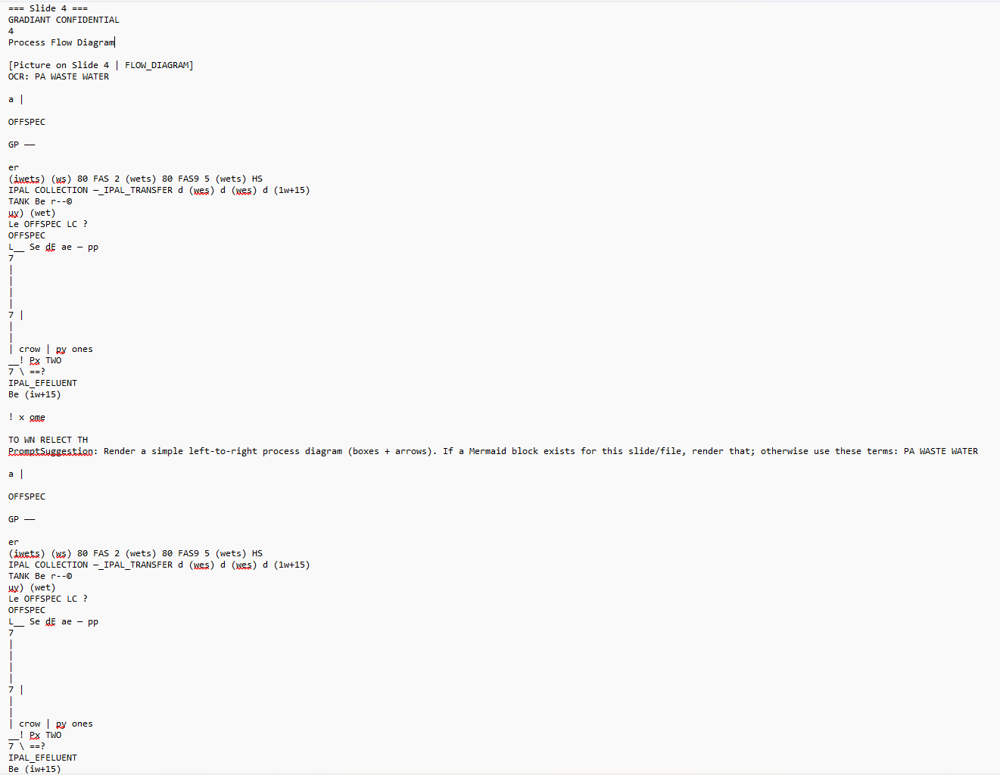 === Slide 4 ===
GRADIANT CONFIDENTIAL
4
Process Flow Diagram
[Picture on Slide 4 | FLOW_DIAGRAM]
OCR: PA WASTE WATER
a |
OFFSPEC
GP —
er
(iwets) (ws) 80 FAS 2 (wets) 80 FAS9 5 (wets) HS
IPAL COLLECTION —_IPAL_TRANSFER d (wes) d (wes) d (1w+15)
TANK Be r--©
uy) (wet)
Le OFFSPEC LC ?
OFFSPEC
L__ Se dE ae — pp
7
|
|
|
|
7 |
|
|
| crow | py ones
__! Px TWO
7 \ ==?
IPAL_EFELUENT
Be (iw+15)
! x ome
TO WN RELECT TH
PromptSuggestion: Render a simple left-to-right process diagram (boxes + arrows). If a Mermaid block exists for this slide/file, render that; otherwise use these terms: PA WASTE WATER
a |
OFFSPEC
GP —
er
(iwets) (ws) 80 FAS 2 (wets) 80 FAS9 5 (wets) HS
IPAL COLLECTION —_IPAL_TRANSFER d (wes) d (wes) d (1w+15)
TANK Be r--©
uy) (wet)
Le OFFSPEC LC ?
OFFSPEC
L__ Se dE ae — pp
7
|
|
|
|
7 |
|
|
| crow | py ones
__! Px TWO
7 \ ==?
IPAL_EFELUENT
Be (iw+15)